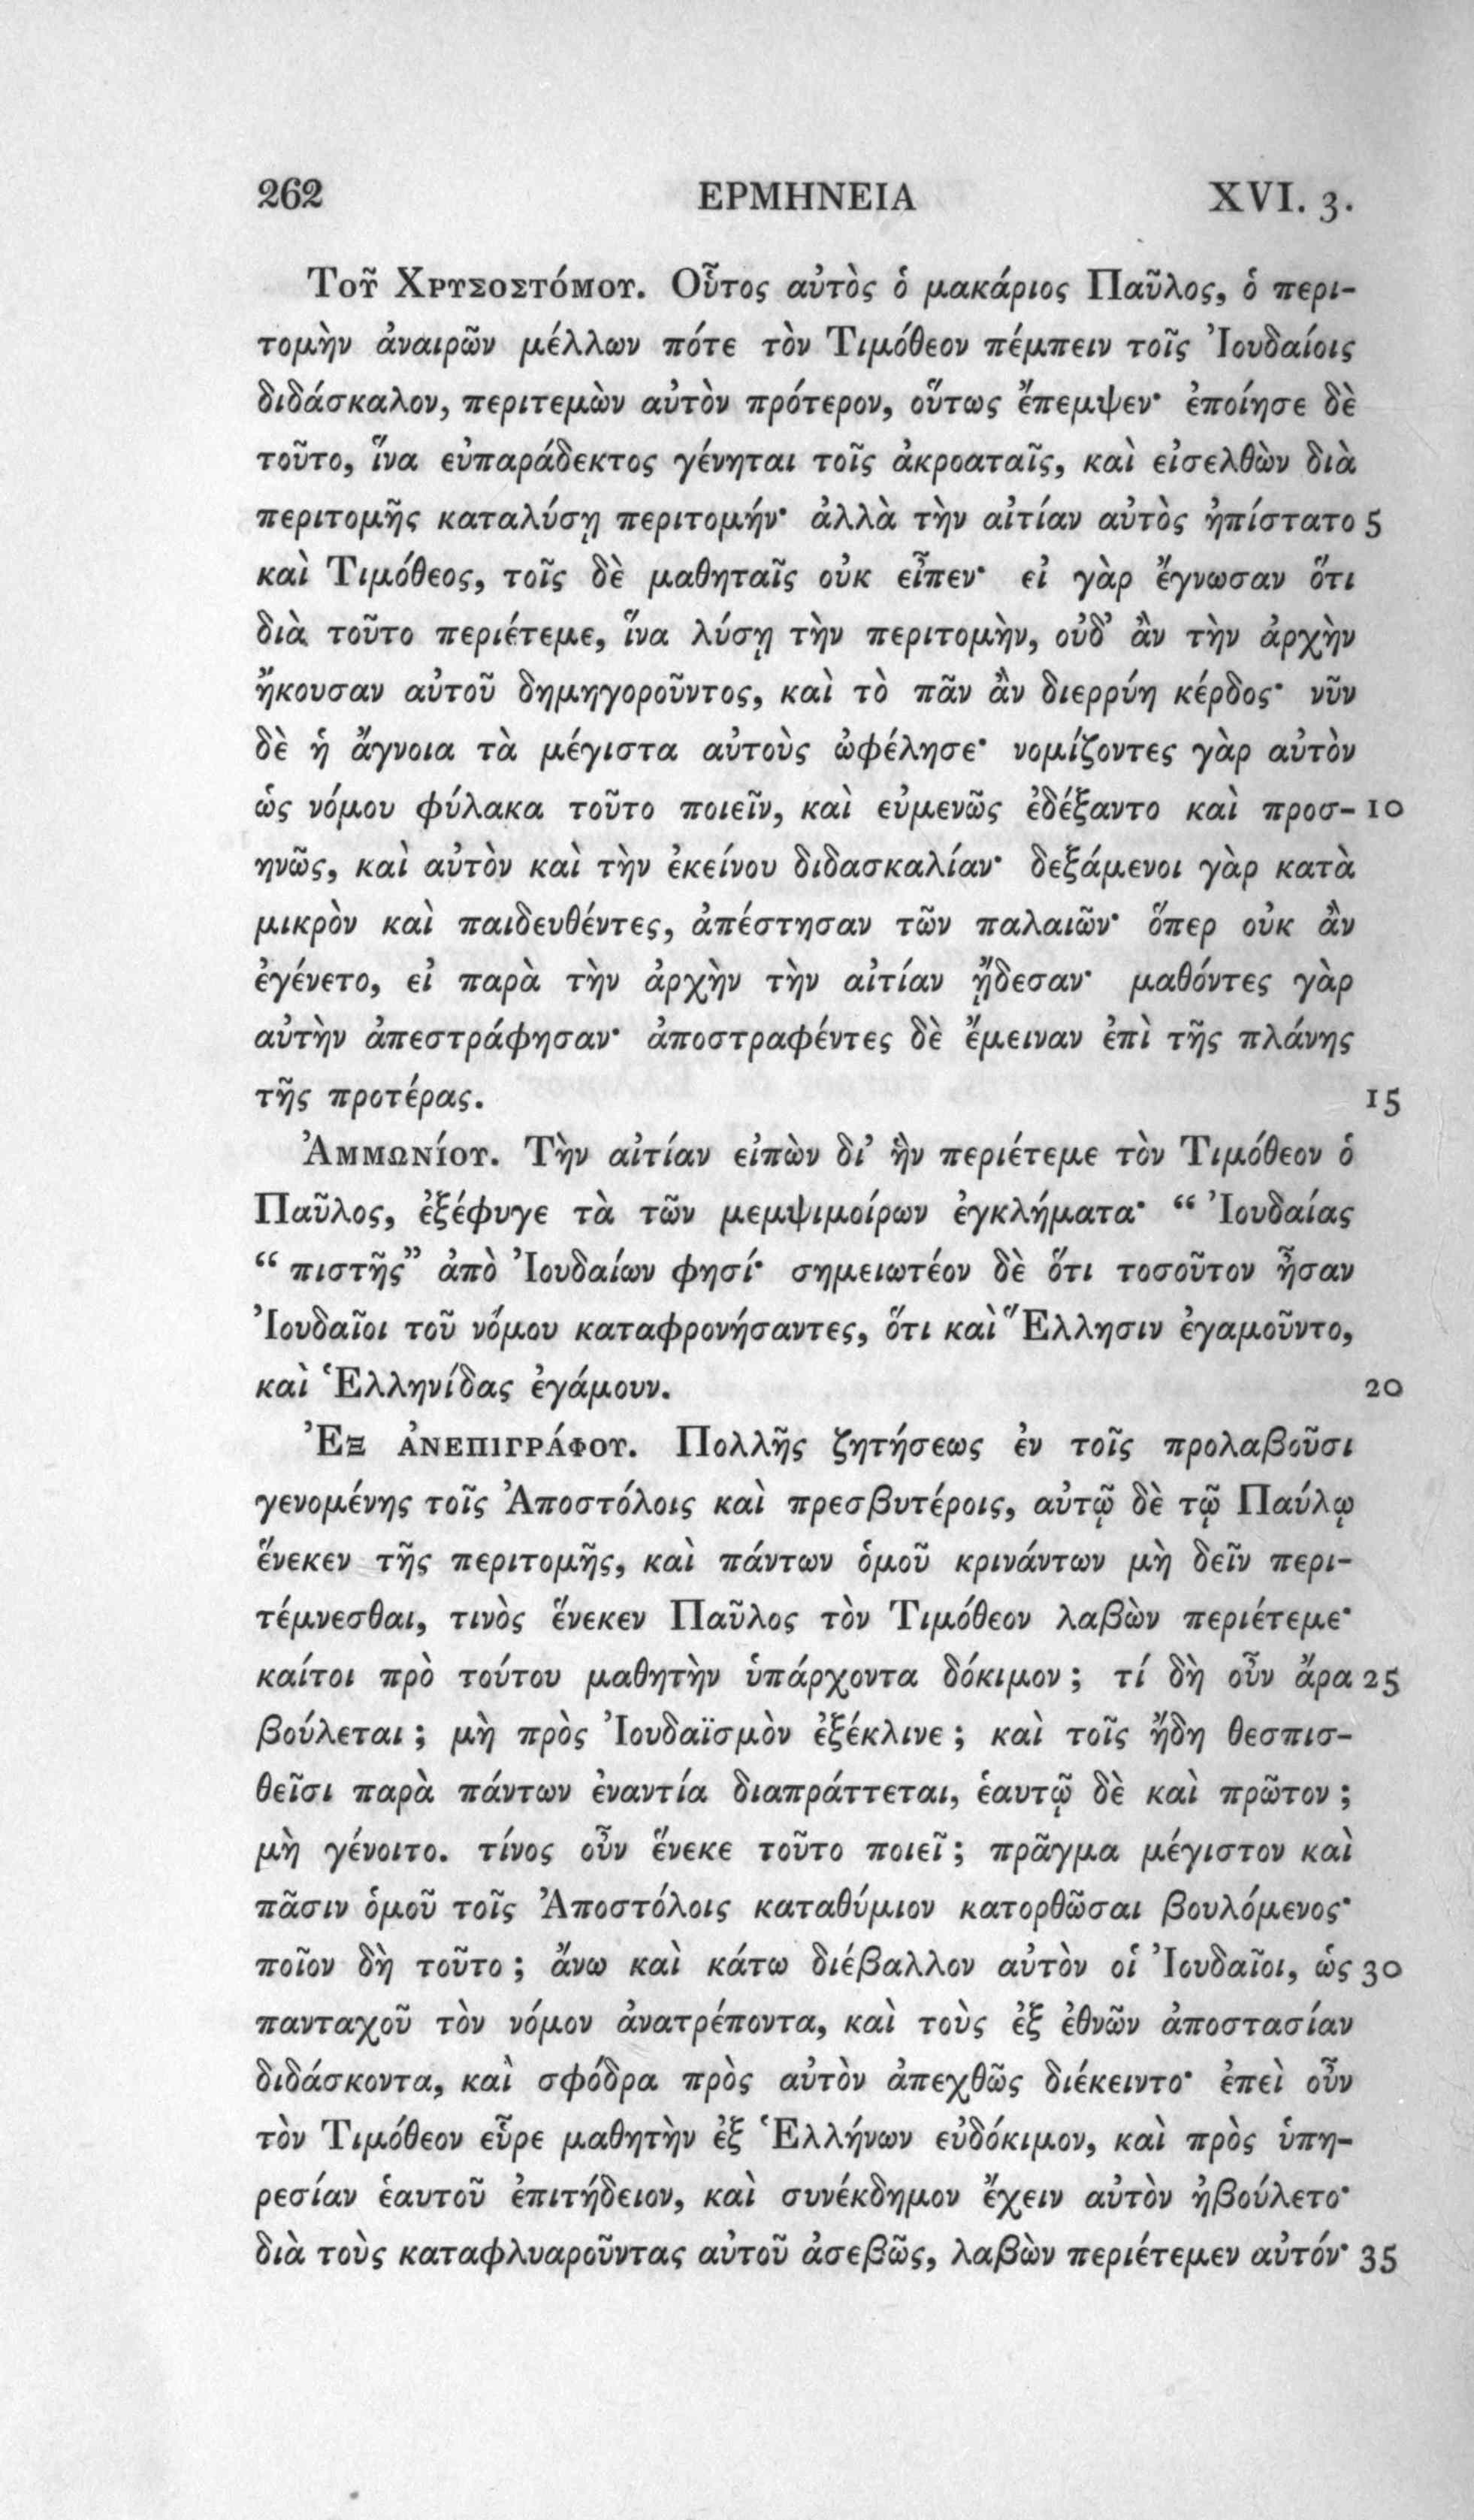 262 ΕΡΜΗΝΕΙΑ XVI. 3.
Τοῦ Χρυσοστόμου. Οὗτος αὐτὸς ὁ μακάριος Παῦλος, ὁ περι-
τομὴν ἀναιρῶν μέλλων πότε τὸν Τιμόθεον πέμπειν τοῖς Ἰουδαίοις
διδάσκαλον, περιτεμὼν αὐτὸν πρότερον, οὕτως ἔπεμψεν· ἐποίησε δὲ
τοῦτο, ἵνα εὐπαράδεκτος γένηται τοῖς ἀκροαταῖς, καὶ εἰσελθὼν διὰ
περιτομῆς καταλύσῃ περιτομήν· ἀλλὰ τὴν αἰτίαν αὐτὸς ἠπίστατο 5
καὶ Τιμόθεος, τοῖς δὲ μαθηταῖς οὐκ εἶπεν· εἰ γὰρ ἔγνωσαν ὅτι
διὰ τοῦτο περιέτεμε, ἵνα λύσῃ τὴν περιτομὴν, οὐδ’ ἂν τὴν ἀρχὴν
ἤκουσαν αὐτοῦ δημηγοροῦντος, καὶ τὸ πᾶν ἂν διερρύη κέρδος· νῦν
δὲ ἡ ἄγνοια τὰ μέγιστα αὐτοὺς ὠφέλησε· νομίζοντες γὰρ αὐτὸν
ὡς νόμου φύλακα τοῦτο ποιεῖν, καὶ εὐμενῶς ἐδέξαντο καὶ προσ- 10
ηνῶς, καὶ αὐτὸν καὶ τὴν ἐκείνου διδασκαλίαν· δεξάμενοι γὰρ κατὰ
μικρὸν καὶ παιδευθέντες, ἀπέστησαν τῶν παλαιῶν· ὅπερ οὐκ ἂν
ἐγένετο, εἰ παρὰ τὴν ἀρχὴν τὴν αἰτίαν ᾔδεσαν· μαθόντες γὰρ
αὐτὴν ἀπεστράφησαν· ἀποστραφέντες δὲ ἔμειναν ἐπὶ τῆς πλάνης
τῆς προτέρας. 15
Ἀμμωνίου. Τὴν αἰτίαν εἰπὼν δι’ ἣν περιέτεμε τὸν Τιμόθεον ὁ
Παῦλος, ἐξέφυγε τὰ τῶν μεμψιμοίρων ἐγκλήματα· “ Ἰουδαίας
“ πιστῆς” ἀπὸ Ἰουδαίων φησί· σημειωτέον δὲ ὅτι τοσοῦτον ἦσαν
Ἰουδαῖοι τοῦ νόμου καταφρονήσαντες, ὅτι καὶ Ἕλλησιν ἐγαμοῦντο,
καὶ Ἑλληνίδας ἐγάμουν. 20
Ἐξ ἀνεπιγράφου. Πολλῆς ζητήσεως ἐν τοῖς προλαβοῦσι
γενομένης τοῖς Ἀποστόλοις καὶ πρεσβυτέροις, αὐτῷ δὲ τῷ Παύλῳ
ἕνεκεν τῆς περιτομῆς, καὶ πάντων ὁμοῦ κρινάντων μὴ δεῖν περι-
τέμνεσθαι, τινὸς ἕνεκεν Παῦλος τὸν Τιμόθεον λαβὼν περιέτεμε·
καίτοι πρὸ τούτου μαθητὴν ὑπάρχοντα δόκιμον ; τί δὴ οὖν ἄρα 25
βούλεται ; μὴ πρὸς Ἰουδαϊσμὸν ἐξέκλινε ; καὶ τοῖς ἤδη θεσπισ-
θεῖσι παρὰ πάντων ἐναντία διαπράττεται, ἑαυτῷ δὲ καὶ πρῶτον ;
μὴ γένοιτο. τίνος οὖν ἕνεκε τοῦτο ποιεῖ ; πρᾶγμα μέγιστον καὶ
πᾶσιν ὁμοῦ τοῖς Ἀποστόλοις καταθύμιον κατορθῶσαι βουλόμενος·
ποῖον δὴ τοῦτο ; ἄνω καὶ κάτω διέβαλλον αὐτὸν οἱ Ἰουδαῖοι, ὡς 30
πανταχοῦ τὸν νόμον ἀνατρέποντα, καὶ τοὺς ἐξ ἐθνῶν ἀποστασίαν
διδάσκοντα, καὶ σφόδρα πρὸς αὐτὸν ἀπεχθῶς διέκειντο· ἐπεὶ οὖν
τὸν Τιμόθεον εὗρε μαθητὴν ἐξ Ἑλλήνων εὐδόκιμον, καὶ πρὸς ὑπη-
ρεσίαν ἑαυτοῦ ἐπιτήδειον, καὶ συνέκδημον ἔχειν αὐτὸν ἠβούλετο·
διὰ τοὺς καταφλυαροῦντας αὐτοῦ ἀσεβῶς, λαβὼν περιέτεμεν αὐτόν· 35